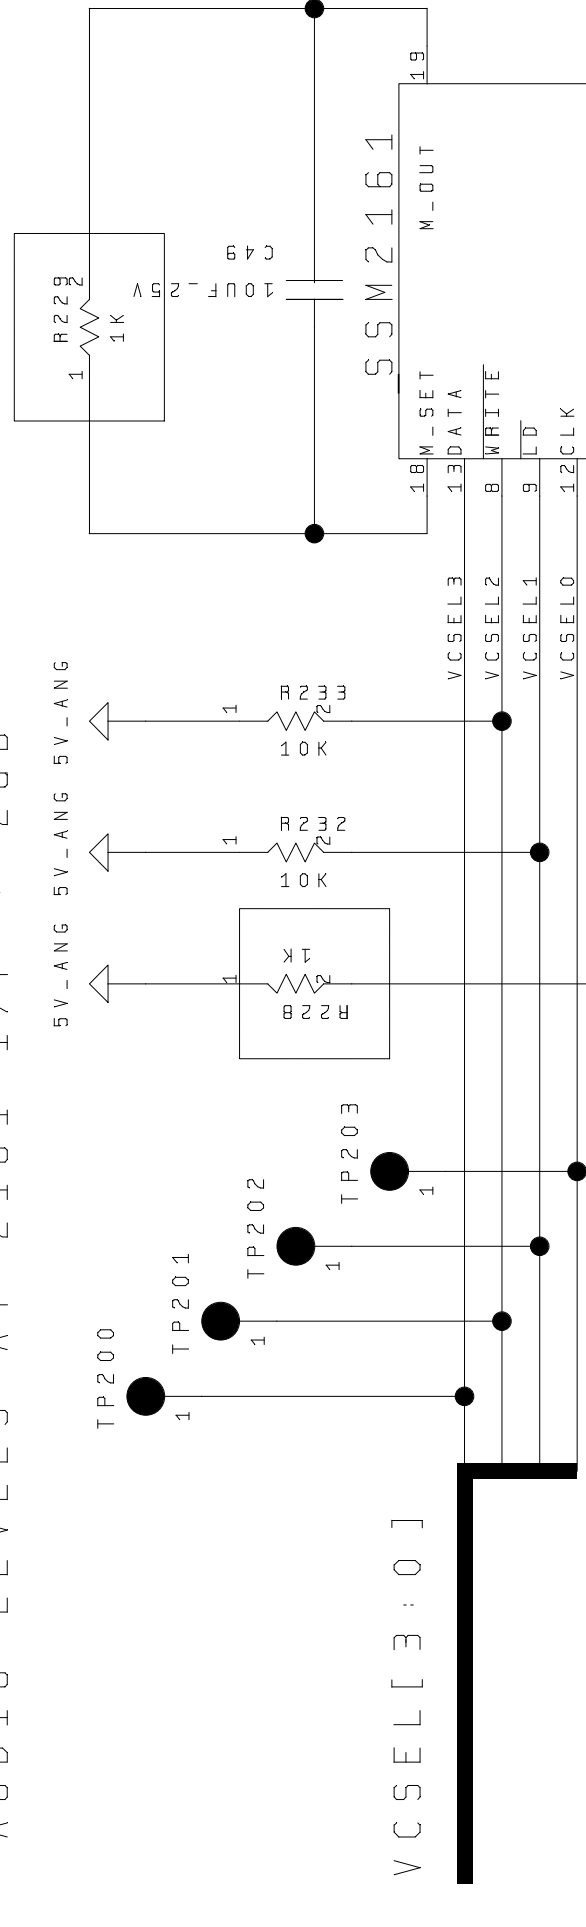 R229
2
1K
1
C49
10UF_25V
SSM2161
19
M_OUT
M_SET
DATA
WRITE
LD
CLK
18
13
8
9
12
VCSEL3
VCSEL2
VCSEL1
VCSEL0
5V_ANG
1
R233
2
10K
5V_ANG
1
R232
2
10K
5V_ANG
1
1K
2
R228
TP203
1
TP202
1
TP201
1
TP200
1
VCSEL[3:0]